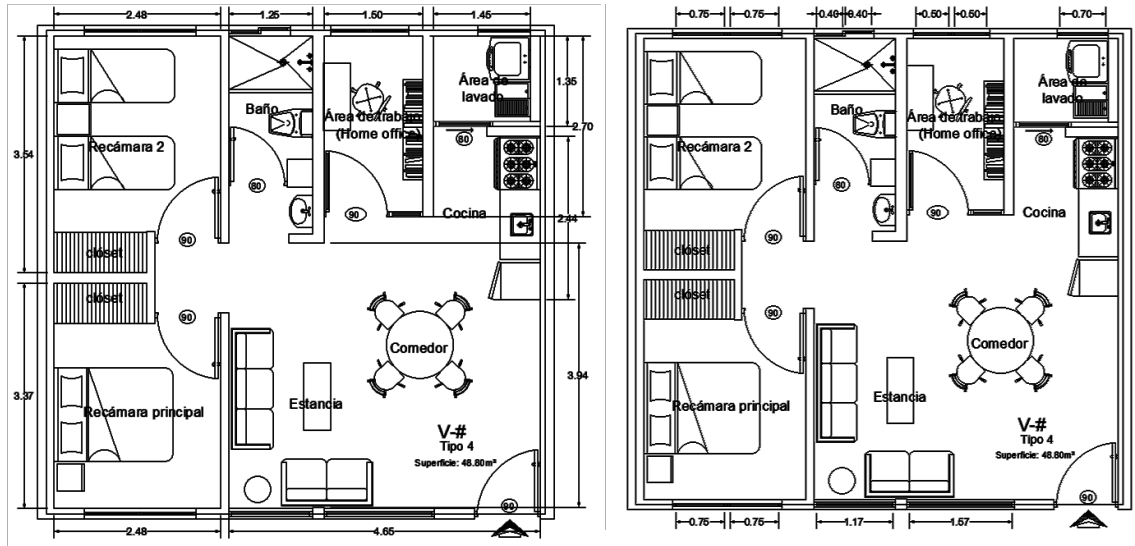 2.48 1.25 1.50 1.45
Baño
Área de trabajo
(Home office)
Área de
lavado
1.35
2.70
80
Recámara 2
3.54
80
90
Cocina
2.44
90
clóset
clóset
90
Comedor
3.94
3.37
Recámara principal
Estancia
V-#
Tipo 4
Superficie: 48.80m²
90
2.48 4.65
0.75 0.75 0.40 0.40 0.50 0.50 0.70
Baño
Área de trabajo
(Home office)
Área de
lavado
80
Recámara 2
80
90
Cocina
90
clóset
clóset
90
Comedor
Recámara principal
Estancia
V-#
Tipo 4
Superficie: 48.80m²
90
0.75 0.75 1.17 1.57